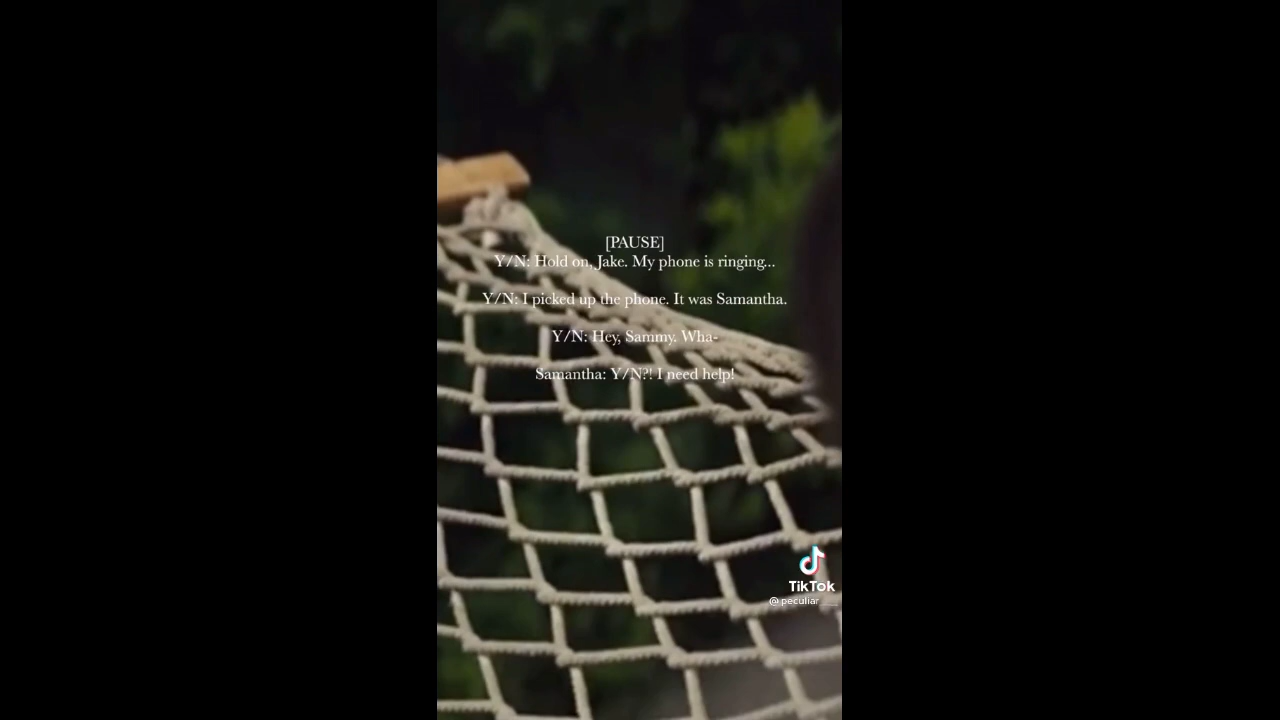 [PAUSE]
Y/N: Hold on, Jake. My phone is ringing...
Y/N: I picked up the phone. It was Samantha.
Y/N: Hey, Sammy. Wha-
Samantha: Y/N?! I need help!
TikTok
@peculiar___